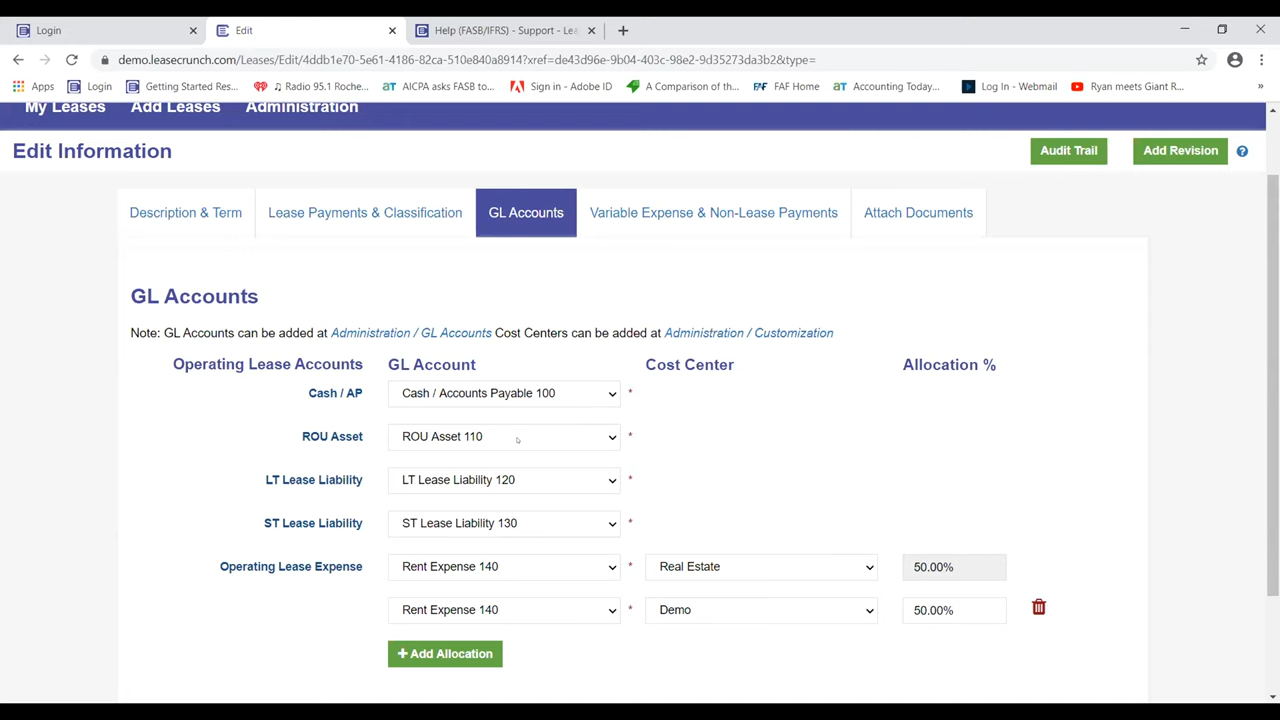 Login
Edit
Help (FASB/IFRS) - Support - Lea
demo.leasecrunch.com/Leases/Edit/4ddb1e70-5e61-4186-82ca-510e840a8914?xref=de43d96e-9b04-403c-98e2-9d35273da3b2&type=
Apps Login Getting Started Res... ♫ Radio 95.1 Roche... AICPA asks FASB to... Sign in - Adobe ID A Comparison of the... FAF Home Accounting Today... Log In - Webmail Ryan meets Giant R... »
My Leases Add Leases Administration
Edit Information Audit Trail Add Revision ?
Description & Term Lease Payments & Classification GL Accounts Variable Expense & Non-Lease Payments Attach Documents
GL Accounts
Note: GL Accounts can be added at Administration / GL Accounts Cost Centers can be added at Administration / Customization
Operating Lease Accounts GL Account Cost Center Allocation %
Cash / AP Cash / Accounts Payable 100 *
ROU Asset ROU Asset 110 *
LT Lease Liability LT Lease Liability 120 *
ST Lease Liability ST Lease Liability 130 *
Operating Lease Expense Rent Expense 140 * Real Estate 50.00%
Rent Expense 140 * Demo 50.00%
+ Add Allocation